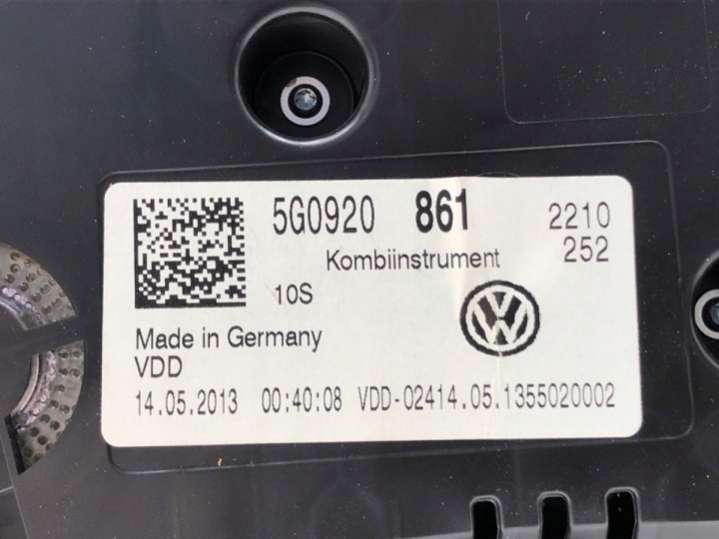 5G0920 861 2210
Kombiinstrument 252
10S
Made in Germany
VDD
14.05.2013 00:40:08 VDD-02414.05.1355020002